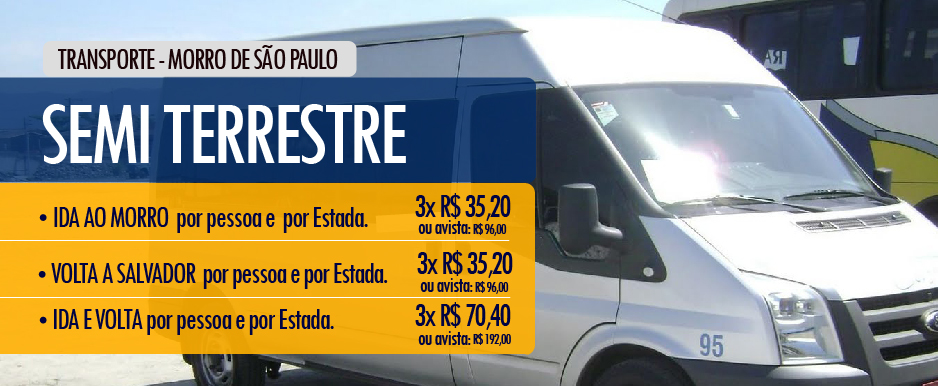 TRANSPORTE - MORRO DE SÃO PAULO
SEMI TERRESTRE
• IDA AO MORRO por pessoa e por Estada.
3x R$ 35,20
ou avista: R$ 96,00
• VOLTA A SALVADOR por pessoa e por Estada.
3x R$ 35,20
ou avista: R$ 96,00
• IDA E VOLTA por pessoa e por Estada.
3x R$ 70,40
ou avista: R$ 192,00
95